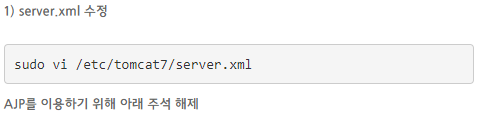 1) server.xml 수정
sudo vi /etc/tomcat7/server.xml
AJP를 이용하기 위해 아래 주석 해제